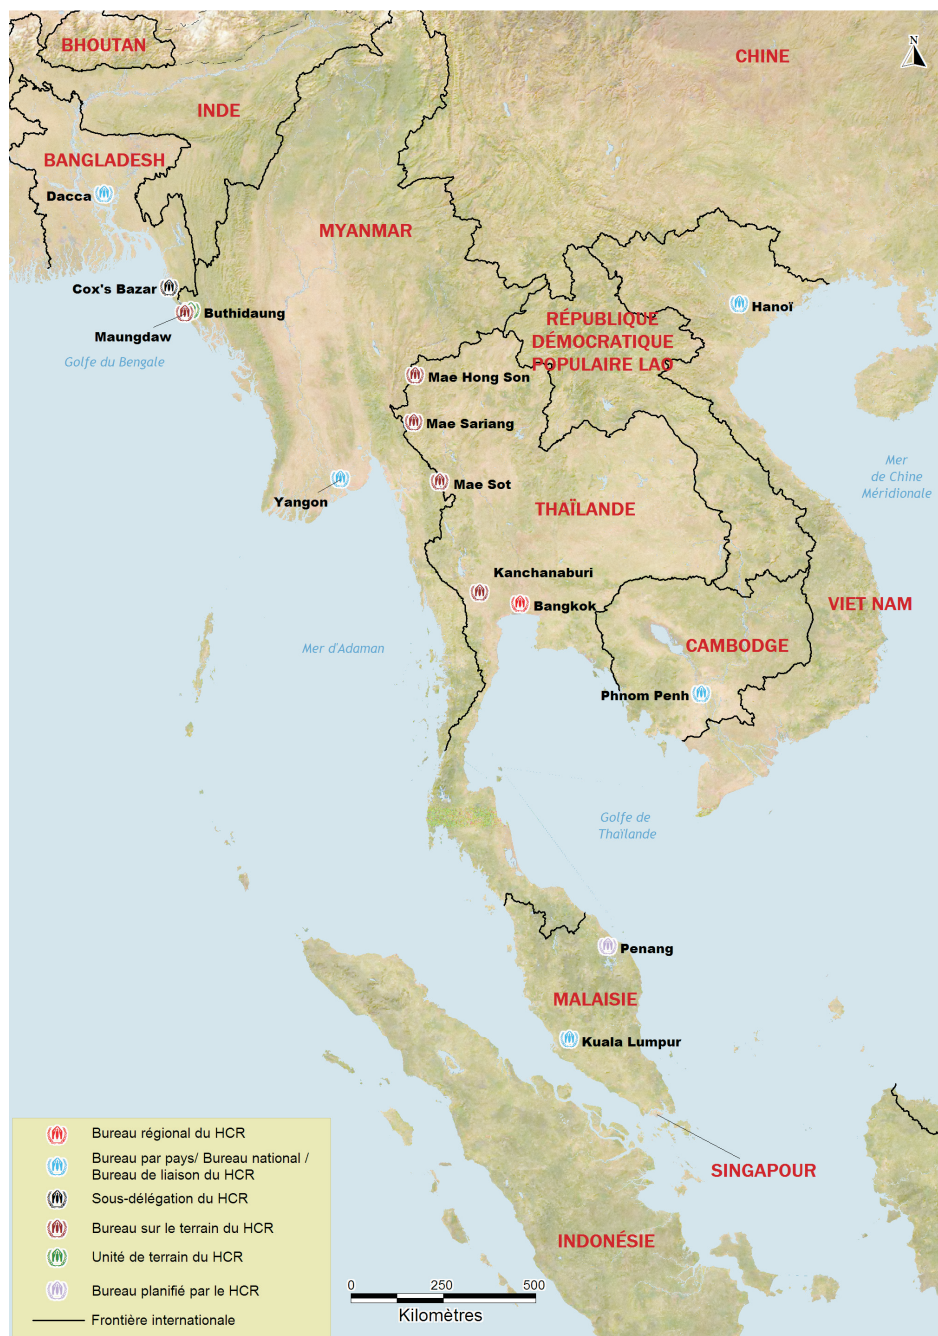 N
BHOUTAN
CHINE
INDE
BANGLADESH
Dacca
MYANMAR
Cox's Bazar
Buthidaung
Maungdaw
Golfe du Bengale
Hanoï
RÉPUBLIQUE
DÉMOCRATIQUE
POPULAIRE LAO
Mae Hong Son
Mae Sariang
Mer
de Chine
Méridionale
Mae Sot
Yangon
THAÏLANDE
Kanchanaburi
Bangkok
VIET NAM
CAMBODGE
Mer d'Adaman
Phnom Penh
Golfe de
Thaïlande
Penang
MALAISIE
Kuala Lumpur
SINGAPOUR
INDONÉSIE
Bureau régional du HCR
Bureau par pays/ Bureau national /
Bureau de liaison du HCR
Sous-délégation du HCR
Bureau sur le terrain du HCR
Unité de terrain du HCR
Bureau planifié par le HCR
Frontière internationale
0 250 500
Kilomètres